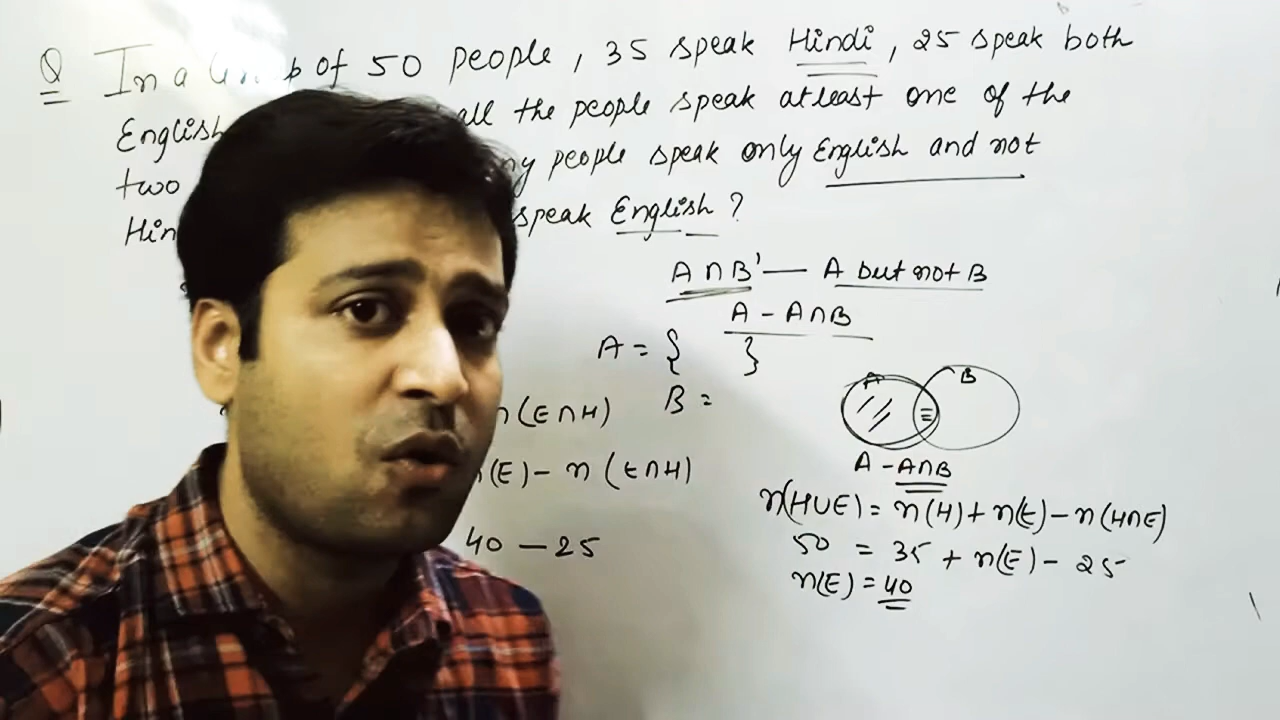 Q In a of 50 people, 35 speak Hindi, 25 speak both
English all the people speak atleast one of the
two people speak only English and not
speak English?
A ∩ B' — A but not B
A - A∩B
A = { }
B =
A B
(E∩H)
A - A∩B
(E) - n (E∩H)
n(HUE) = n(H) + n(E) - n(H∩E)
40 - 25
50 = 35 + n(E) - 25
n(E) = 40